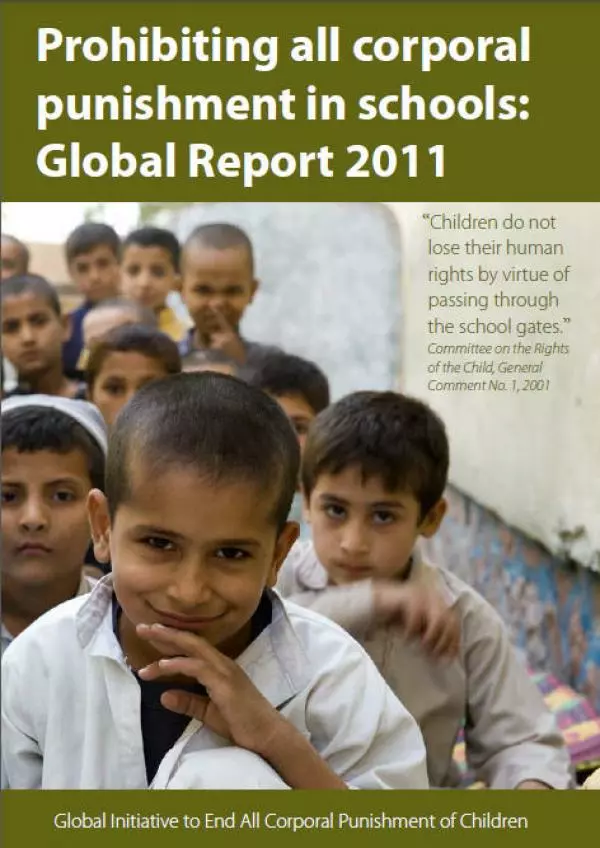 Prohibiting all corporal
punishment in schools:
Global Report 2011
“Children do not
lose their human
rights by virtue of
passing through
the school gates.”
Committee on the Rights
of the Child, General
Comment No. 1, 2001
Global Initiative to End All Corporal Punishment of Children